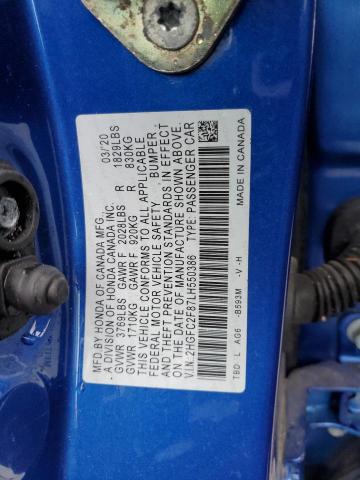 MFD.BY HONDA OF CANADA MFG. 03/'20
- A DIVISION OF HONDA CANADA INC.
GVWR 3769LBS GAWR F 2028LBS R 1829LBS
GVWR 1710KG GAWR F 920KG R 830KG
THIS VEHICLE CONFORMS TO ALL APPLICABLE
FEDERAL MOTOR VEHICLE SAFETY, BUMPER,
AND THEFT PREVENTION STANDARDS IN EFFECT
ON THE DATE OF MANUFACTURE SHOWN ABOVE.
V.I.N.:2HGFC2F87LH550386 TYPE: PASSENGER CAR
TBD L AG6 -B593M -V -H MADE IN CANADA